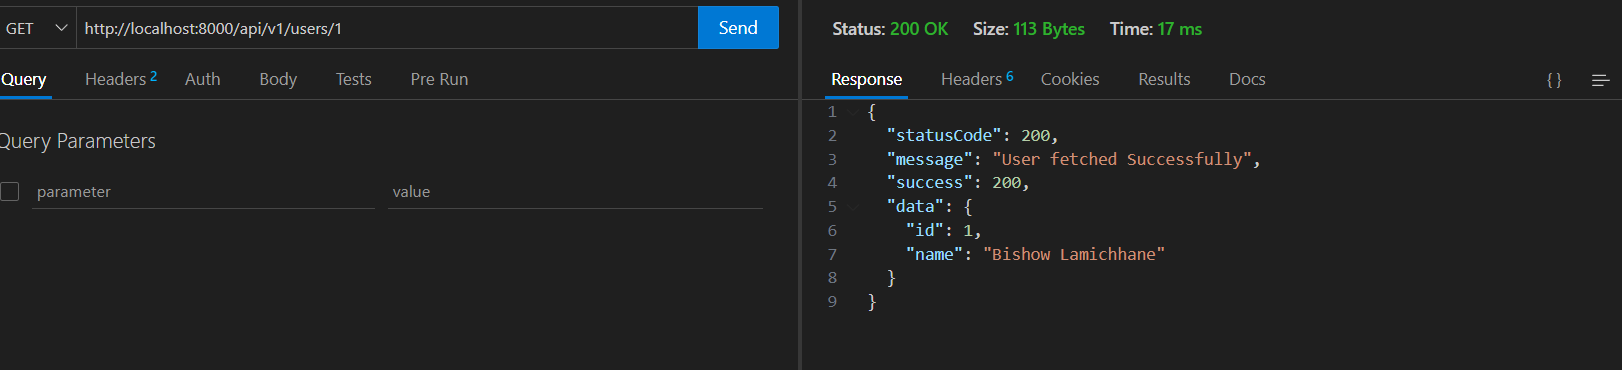 GET http://localhost:8000/api/v1/users/1 Send
Query Headers 2 Auth Body Tests Pre Run
Query Parameters
parameter value
Status: 200 OK Size: 113 Bytes Time: 17 ms
Response Headers 6 Cookies Results Docs { }
1 {
2 "statusCode": 200,
3 "message": "User fetched Successfully",
4 "success": 200,
5 "data": {
6 "id": 1,
7 "name": "Bishow Lamichhane"
8 }
9 }